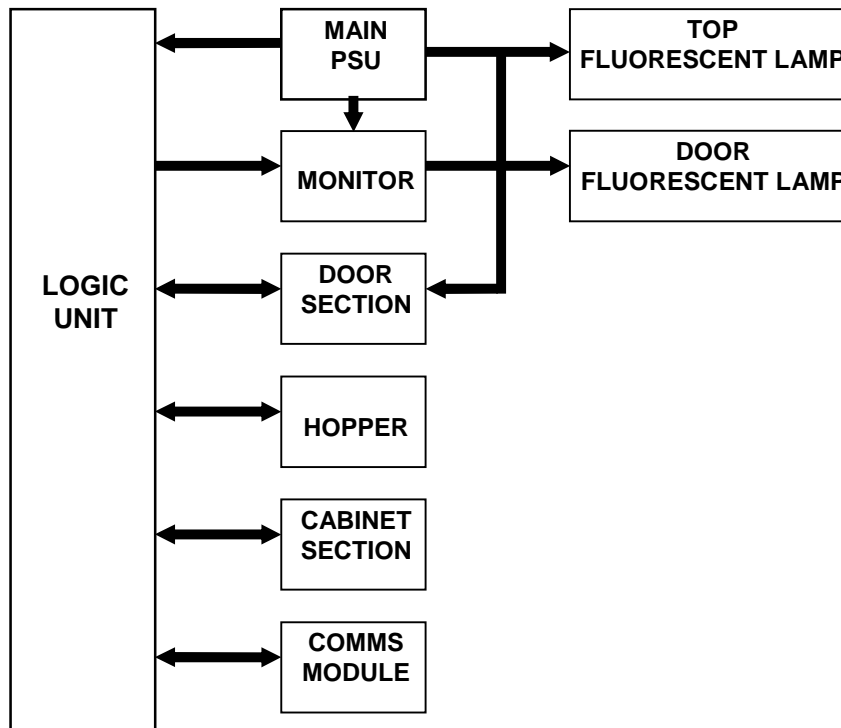 MAIN
PSU
TOP
FLUORESCENT LAMP
MONITOR
DOOR
FLUORESCENT LAMP
LOGIC
UNIT
DOOR
SECTION
HOPPER
CABINET
SECTION
COMMS
MODULE